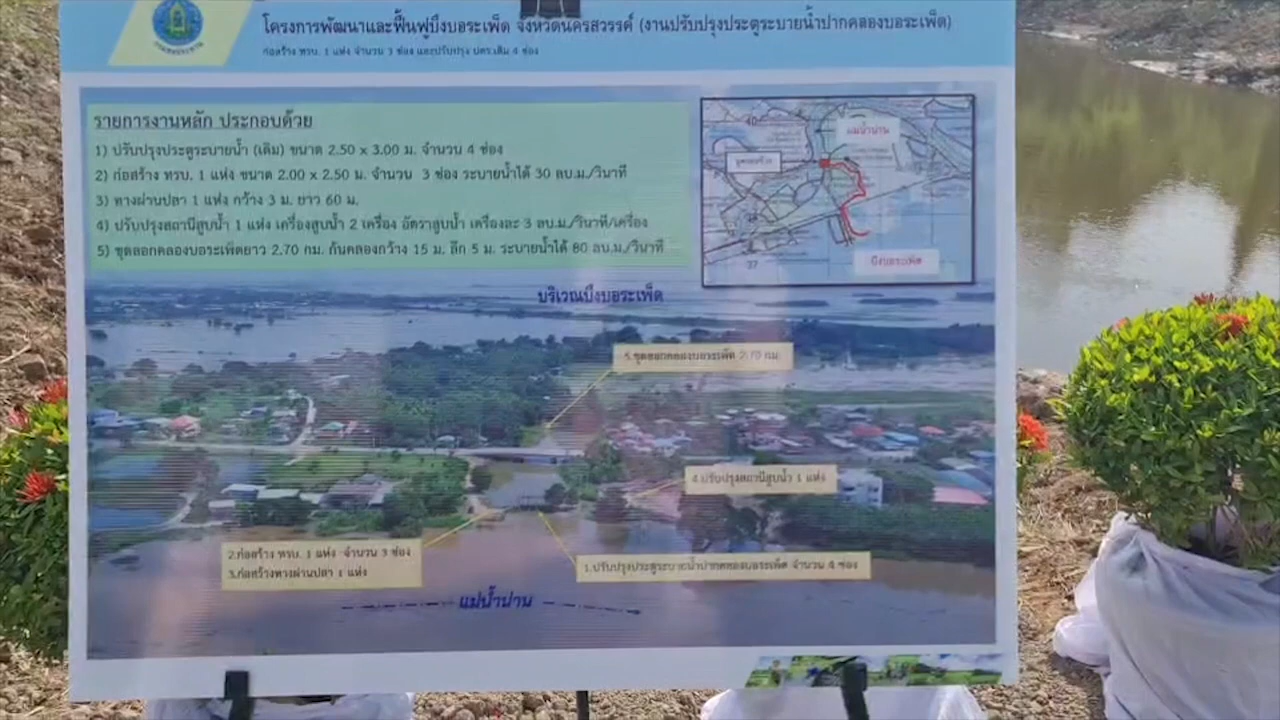 โครงการพัฒนาและฟื้นฟูบึงบอระเพ็ด จังหวัดนครสวรรค์ (งานปรับปรุงประตูระบายน้ำปากคลองบอระเพ็ด)
ก่อสร้าง ทรบ. 1 แห่ง จำนวน 3 ช่อง และปรับปรุง ปตร.เดิม 4 ช่อง
รายการงานหลัก ประกอบด้วย
1) ปรับปรุงประตูระบายน้ำ (เดิม) ขนาด 2.50 x 3.00 ม. จำนวน 4 ช่อง
2) ก่อสร้าง ทรบ. 1 แห่ง ขนาด 2.00 x 2.50 ม. จำนวน 3 ช่อง ระบายน้ำได้ 30 ลบ.ม./วินาที
3) ทางผ่านปลา 1 แห่ง กว้าง 3 ม. ยาว 60 ม.
4) ปรับปรุงสถานีสูบน้ำ 1 แห่ง เครื่องสูบน้ำ 2 เครื่อง อัตราสูบน้ำ เครื่องละ 3 ลบ.ม./วินาที/เครื่อง
5) ขุดลอกคลองบอระเพ็ดยาว 2.70 กม. ก้นคลองกว้าง 15 ม. ลึก 5 ม. ระบายน้ำได้ 80 ลบ.ม./วินาที
แม่น้ำน่าน
บึงบอระเพ็ด
บริเวณบึงบอระเพ็ด
5.ขุดลอกคลองบอระเพ็ด 2.70 กม.
4.ปรับปรุงสถานีสูบน้ำ 1 แห่ง
2.ก่อสร้าง ทรบ. 1 แห่ง จำนวน 3 ช่อง
3.ก่อสร้างทางผ่านปลา 1 แห่ง
1.ปรับปรุงประตูระบายน้ำปากคลองบอระเพ็ด จำนวน 4 ช่อง
แม่น้ำน่าน